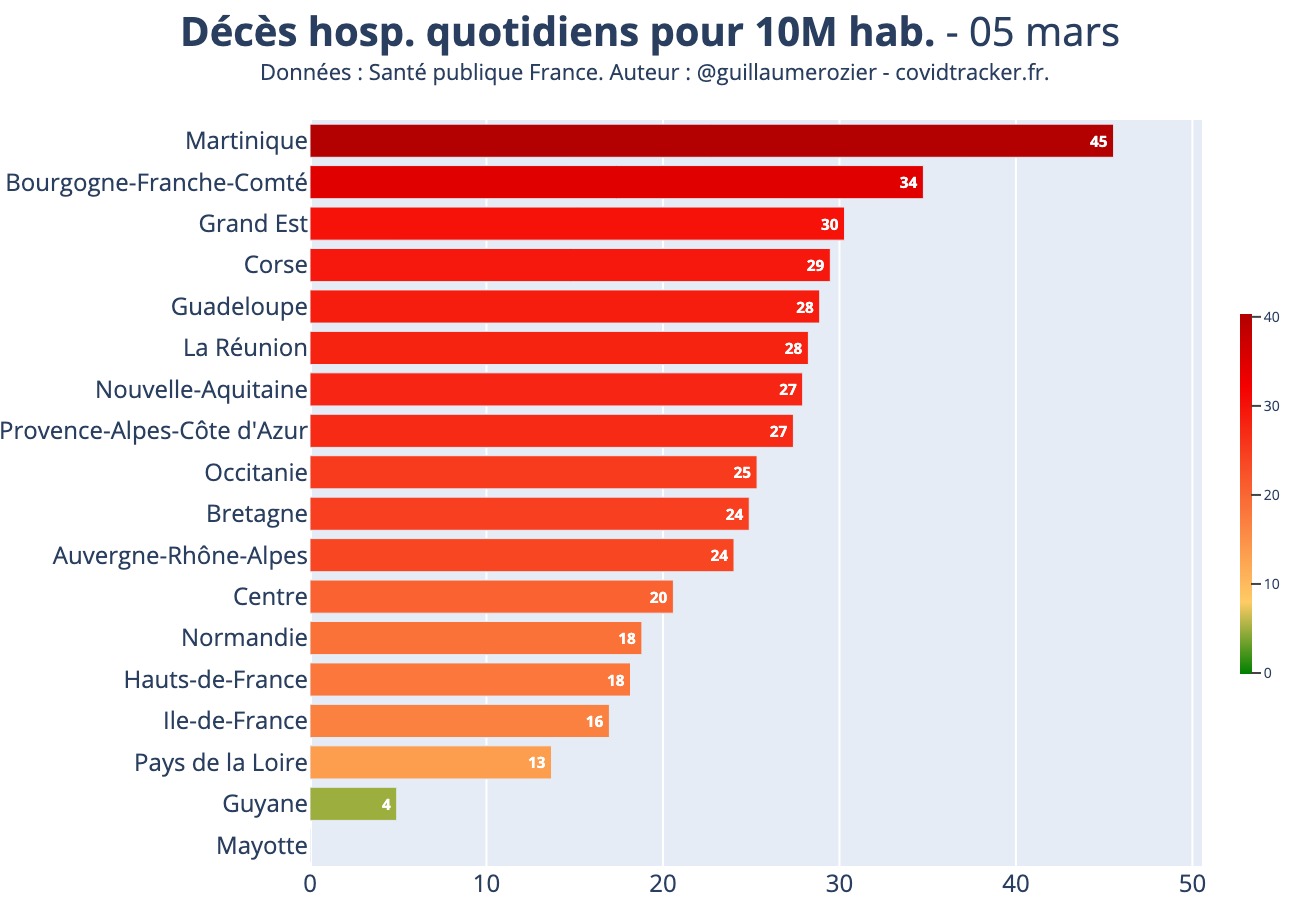 Décès hosp. quotidiens pour 10M hab. - 05 mars
Données : Santé publique France. Auteur : @guillaumerozier - covidtracker.fr.
Martinique 45
Bourgogne-Franche-Comté 34
Grand Est 30
Corse 29
Guadeloupe 28
La Réunion 28
Nouvelle-Aquitaine 27
Provence-Alpes-Côte d'Azur 27
Occitanie 25
Bretagne 24
Auvergne-Rhône-Alpes 24
Centre 20
Normandie 18
Hauts-de-France 18
Ile-de-France 16
Pays de la Loire 13
Guyane 4
Mayotte
0 10 20 30 40 50
40
30
20
10
0